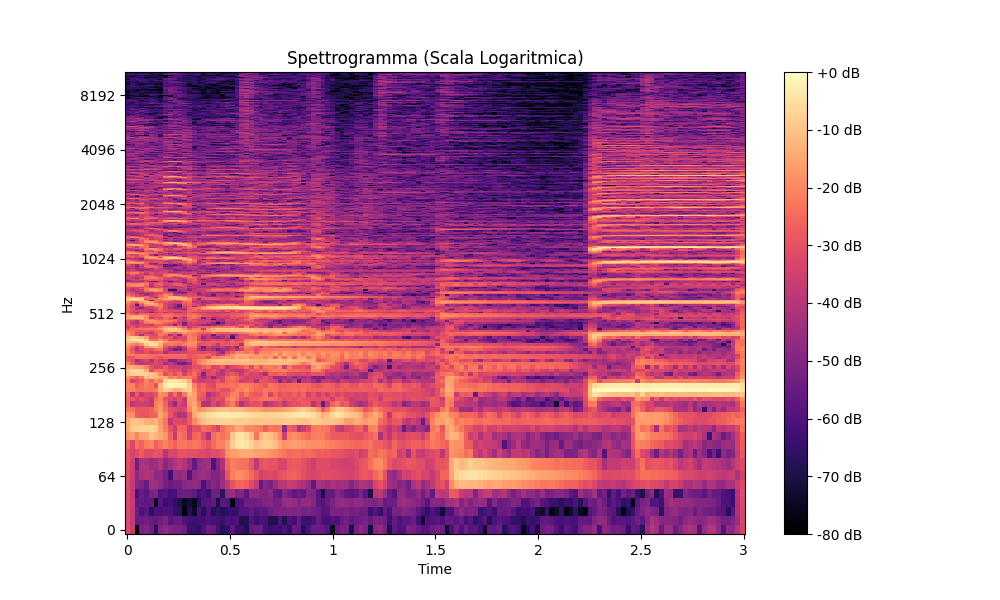 Spettrogramma (Scala Logaritmica)
Hz
8192
4096
2048
1024
512
256
128
64
0
0 0.5 1 1.5 2 2.5 3
Time
+0 dB
-10 dB
-20 dB
-30 dB
-40 dB
-50 dB
-60 dB
-70 dB
-80 dB